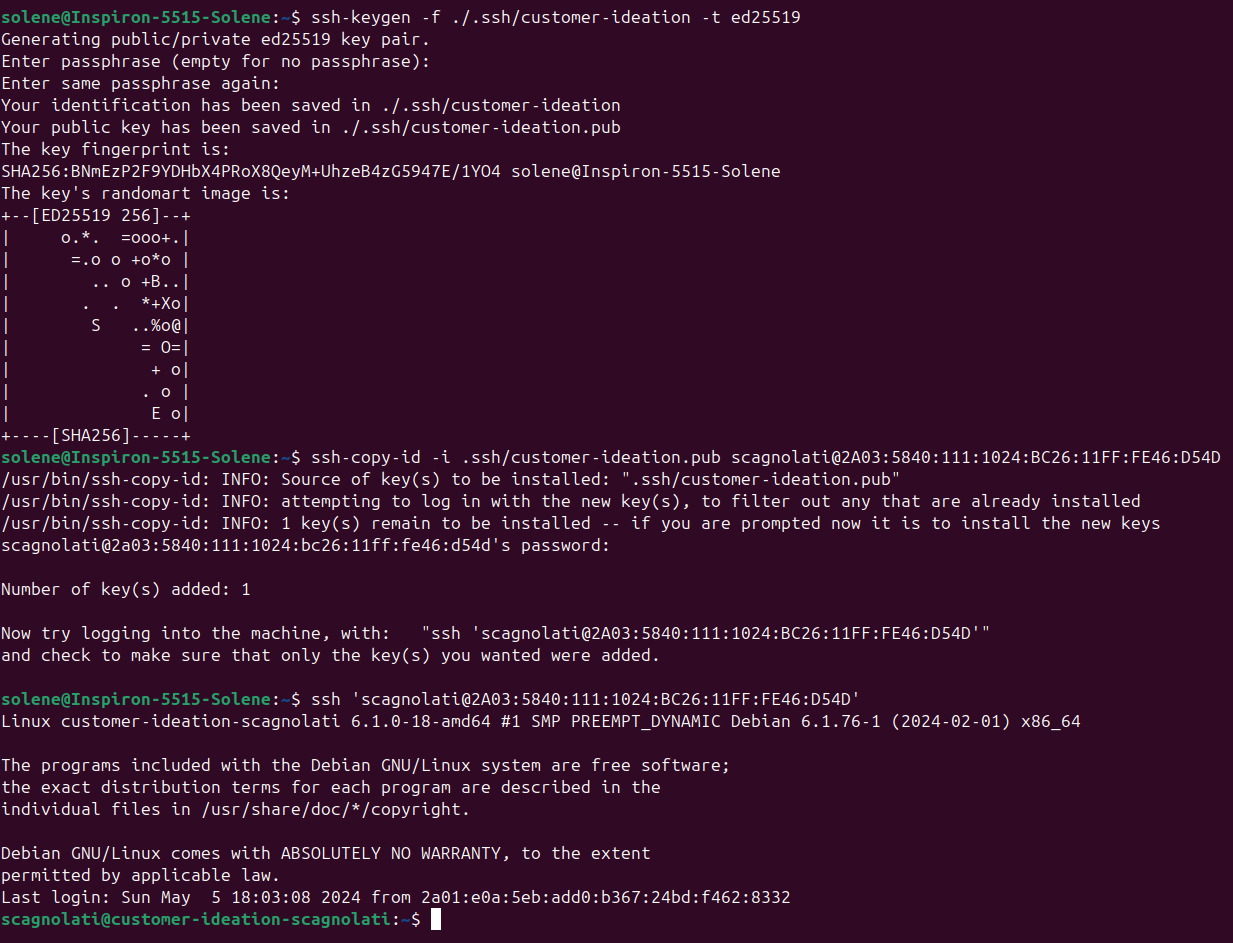 solene@Inspiron-5515-Solene:~$ ssh-keygen -f ./.ssh/customer-ideation -t ed25519
Generating public/private ed25519 key pair.
Enter passphrase (empty for no passphrase):
Enter same passphrase again:
Your identification has been saved in ./.ssh/customer-ideation
Your public key has been saved in ./.ssh/customer-ideation.pub
The key fingerprint is:
SHA256:BNmEzP2F9YDHbX4PRoX8QeyM+UhzeB4zG5947E/1YO4 solene@Inspiron-5515-Solene
The key's randomart image is:
+--[ED25519 256]--+
|     o.*.  =ooo+.|
|      =.o o +o*o |
|        .. o +B..|
|       .  .  *+Xo|
|        S   ..%o@|
|             = O=|
|              + o|
|             . o |
|              E o|
+----[SHA256]-----+
solene@Inspiron-5515-Solene:~$ ssh-copy-id -i .ssh/customer-ideation.pub scagnolati@2A03:5840:111:1024:BC26:11FF:FE46:D54D
/usr/bin/ssh-copy-id: INFO: Source of key(s) to be installed: ".ssh/customer-ideation.pub"
/usr/bin/ssh-copy-id: INFO: attempting to log in with the new key(s), to filter out any that are already installed
/usr/bin/ssh-copy-id: INFO: 1 key(s) remain to be installed -- if you are prompted now it is to install the new keys
scagnolati@2a03:5840:111:1024:bc26:11ff:fe46:d54d's password:

Number of key(s) added: 1

Now try logging into the machine, with:   "ssh 'scagnolati@2A03:5840:111:1024:BC26:11FF:FE46:D54D'"
and check to make sure that only the key(s) you wanted were added.

solene@Inspiron-5515-Solene:~$ ssh 'scagnolati@2A03:5840:111:1024:BC26:11FF:FE46:D54D'
Linux customer-ideation-scagnolati 6.1.0-18-amd64 #1 SMP PREEMPT_DYNAMIC Debian 6.1.76-1 (2024-02-01) x86_64

The programs included with the Debian GNU/Linux system are free software;
the exact distribution terms for each program are described in the
individual files in /usr/share/doc/*/copyright.

Debian GNU/Linux comes with ABSOLUTELY NO WARRANTY, to the extent
permitted by applicable law.
Last login: Sun May  5 18:03:08 2024 from 2a01:e0a:5eb:add0:b367:24bd:f462:8332
scagnolati@customer-ideation-scagnolati:~$